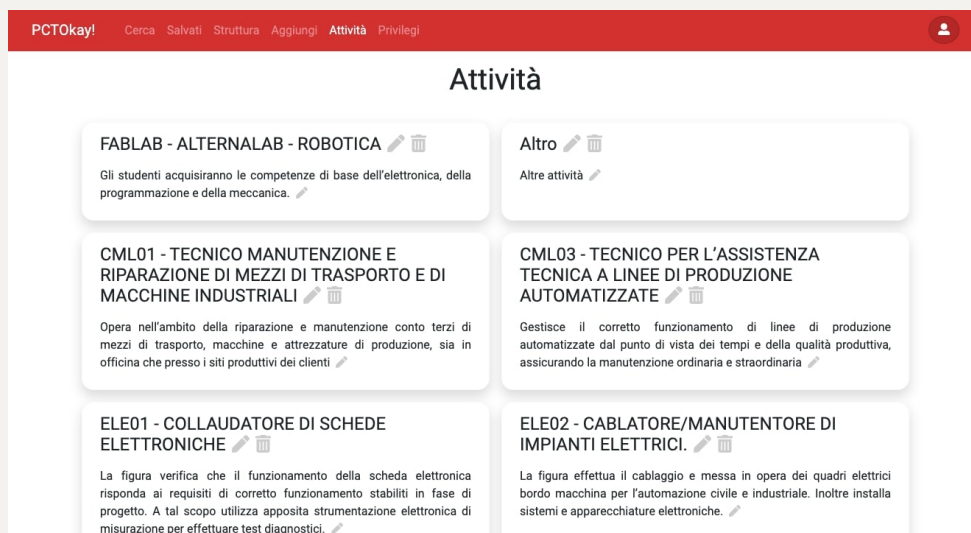 PCTOkay! Cerca Salvati Struttura Aggiungi Attività Privilegi
Attività
FABLAB - ALTERNALAB - ROBOTICA
Gli studenti acquisiranno le competenze di base dell'elettronica, della
programmazione e della meccanica.
Altro
Altre attività
CML01 - TECNICO MANUTENZIONE E
RIPARAZIONE DI MEZZI DI TRASPORTO E DI
MACCHINE INDUSTRIALI
Opera nell'ambito della riparazione e manutenzione conto terzi di
mezzi di trasporto, macchine e attrezzature di produzione, sia in
officina che presso i siti produttivi dei clienti
CML03 - TECNICO PER L'ASSISTENZA
TECNICA A LINEE DI PRODUZIONE
AUTOMATIZZATE
Gestisce il corretto funzionamento di linee di produzione
automatizzate dal punto di vista dei tempi e della qualità produttiva,
assicurando la manutenzione ordinaria e straordinaria
ELE01 - COLLAUDATORE DI SCHEDE
ELETTRONICHE
La figura verifica che il funzionamento della scheda elettronica
risponda ai requisiti di corretto funzionamento stabiliti in fase di
progetto. A tal scopo utilizza apposita strumentazione elettronica di
misurazione per effettuare test diagnostici.
ELE02 - CABLATORE/MANUTENTORE DI
IMPIANTI ELETTRICI.
La figura effettua il cablaggio e messa in opera dei quadri elettrici
bordo macchina per l'automazione civile e industriale. Inoltre installa
sistemi e apparecchiature elettroniche.